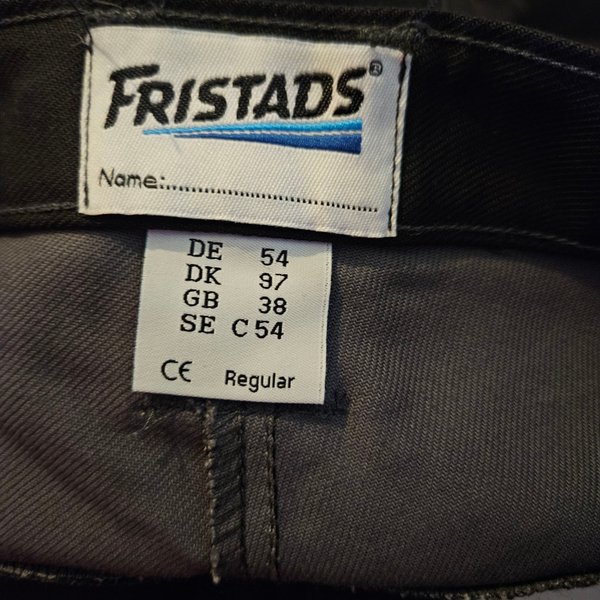 FRISTADS®
Name:..............................
DE 54
DK 97
GB 38
SE C54
CE Regular